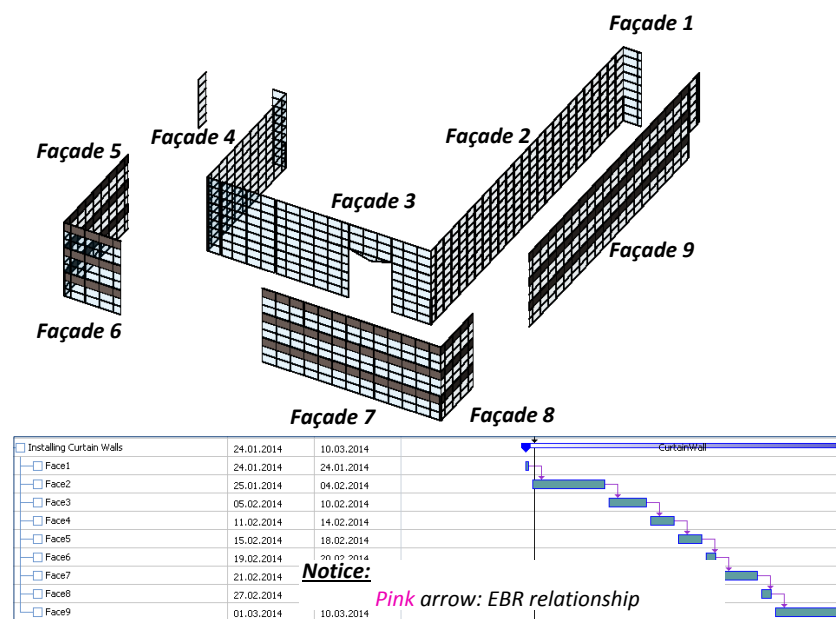 Façade 1
Façade 2
Façade 4
Façade 5
Façade 3
Façade 9
Façade 6
Façade 7
Façade 8
Installing Curtain Walls 24.01.2014 10.03.2014 CurtainWall
Face1 24.01.2014 24.01.2014
Face2 25.01.2014 04.02.2014
Face3 05.02.2014 10.02.2014
Face4 11.02.2014 14.02.2014
Face5 15.02.2014 18.02.2014
Face6 19.02.2014 20.02.2014
Face7 21.02.2014
Notice:
Face8 27.02.2014
Pink arrow: EBR relationship
Face9 01.03.2014 10.03.2014